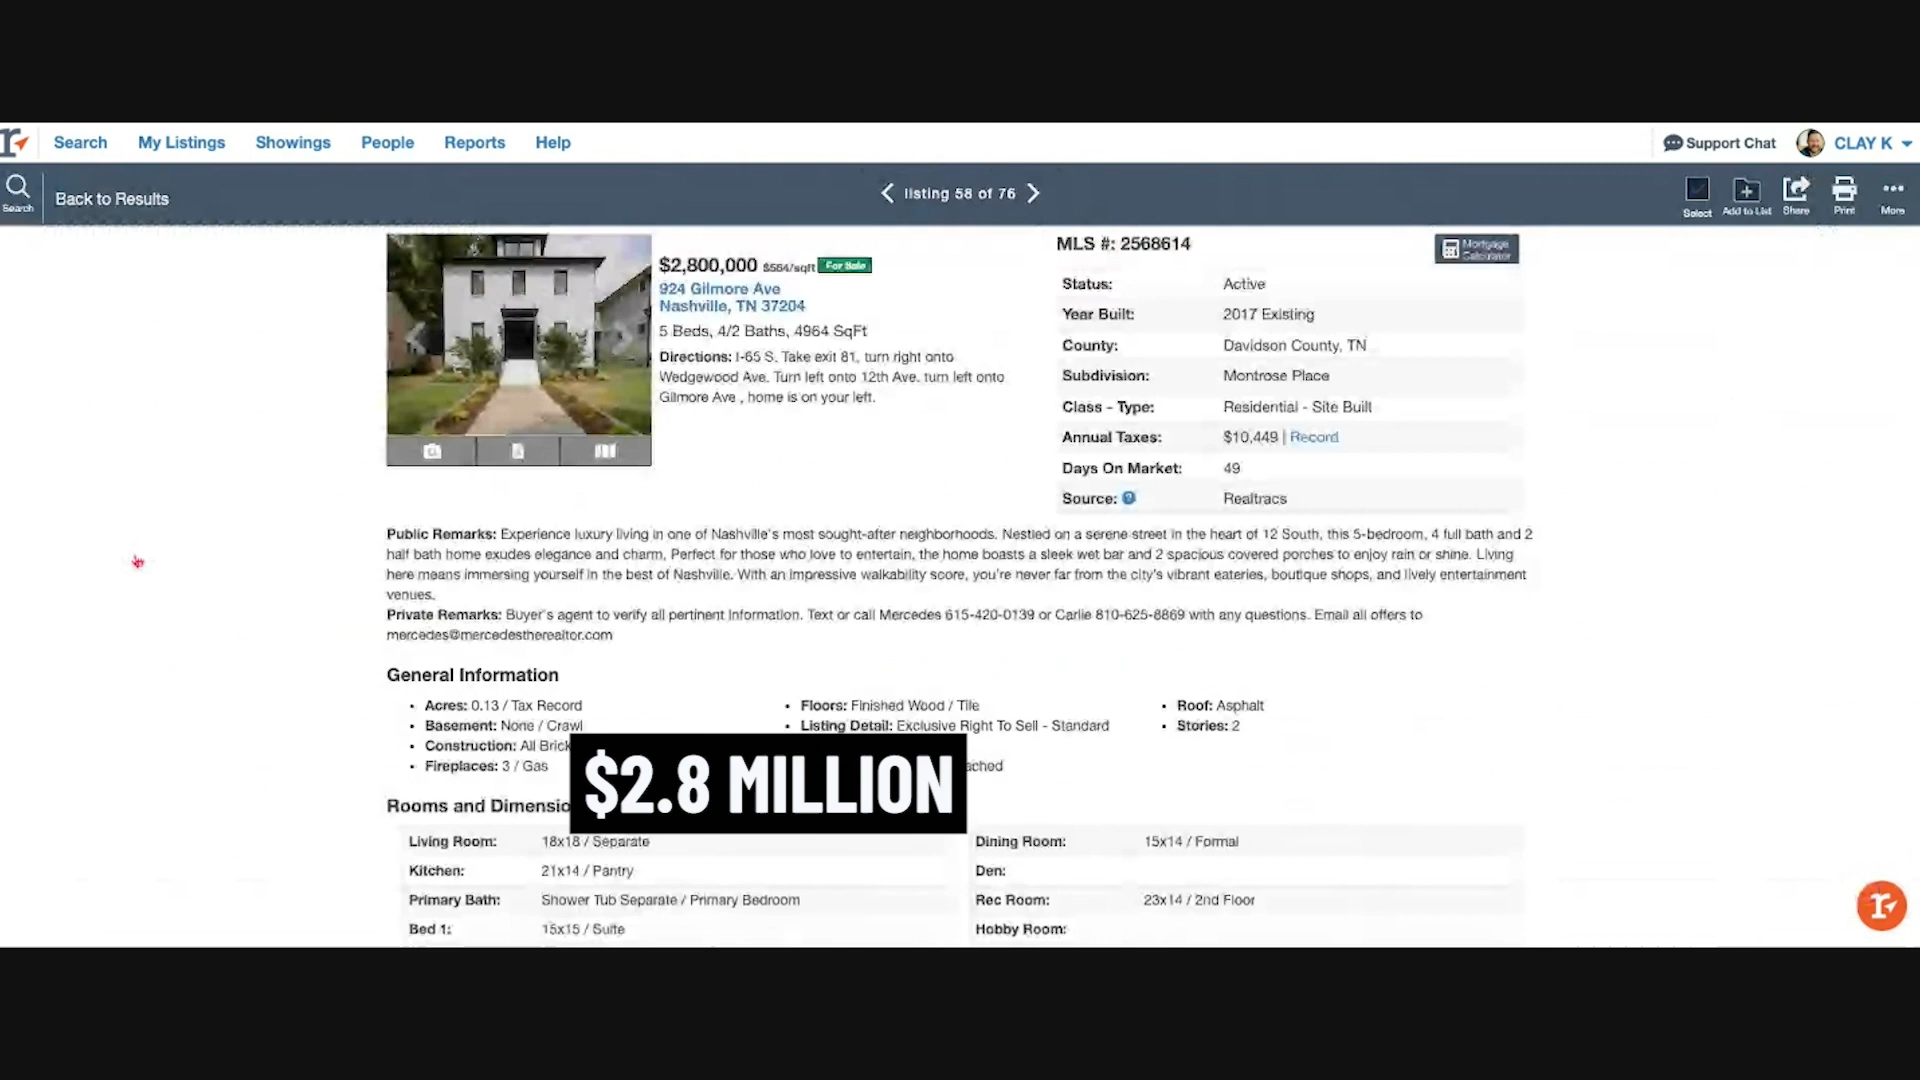 Search My Listings Showings People Reports Help
Support Chat CLAY K
Search Back to Results listing 58 of 76 Select Add to List Share Print More
$2,800,000 $564/sqft For Sale
924 Gilmore Ave
Nashville, TN 37204
5 Beds, 4/2 Baths, 4964 SqFt
Directions: I-65 S. Take exit 81, turn right onto
Wedgewood Ave. Turn left onto 12th Ave. turn left onto
Gilmore Ave , home is on your left.
MLS #: 2568614
Mortgage
Calculator
Status: Active
Year Built: 2017 Existing
County: Davidson County, TN
Subdivision: Montrose Place
Class - Type: Residential - Site Built
Annual Taxes: $10,449 | Record
Days On Market: 49
Source: ? Realtracs
Public Remarks: Experience luxury living in one of Nashville's most sought-after neighborhoods. Nestled on a serene street in the heart of 12 South, this 5-bedroom, 4 full bath and 2
half bath home exudes elegance and charm, Perfect for those who love to entertain, the home boasts a sleek wet bar and 2 spacious covered porches to enjoy rain or shine. Living
here means immersing yourself in the best of Nashville. With an impressive walkability score, you're never far from the city's vibrant eateries, boutique shops, and lively entertainment
venues.
Private Remarks: Buyer's agent to verify all pertinent Information. Text or call Mercedes 615-420-0139 or Carlie 810-625-8869 with any questions. Email all offers to
mercedes@mercedestherealtor.com
General Information
• Acres: 0.13 / Tax Record
• Basement: None / Crawl
• Construction: All Brick
• Fireplaces: 3 / Gas
• Floors: Finished Wood / Tile
• Listing Detail: Exclusive Right To Sell - Standard
ached
• Roof: Asphalt
• Stories: 2
$2.8 MILLION
Rooms and Dimensio
Living Room: 18x18 / Separate
Kitchen: 21x14 / Pantry
Primary Bath: Shower Tub Separate / Primary Bedroom
Bed 1: 15x15 / Suite
Dining Room: 15x14 / Formal
Den:
Rec Room: 23x14 / 2nd Floor
Hobby Room: